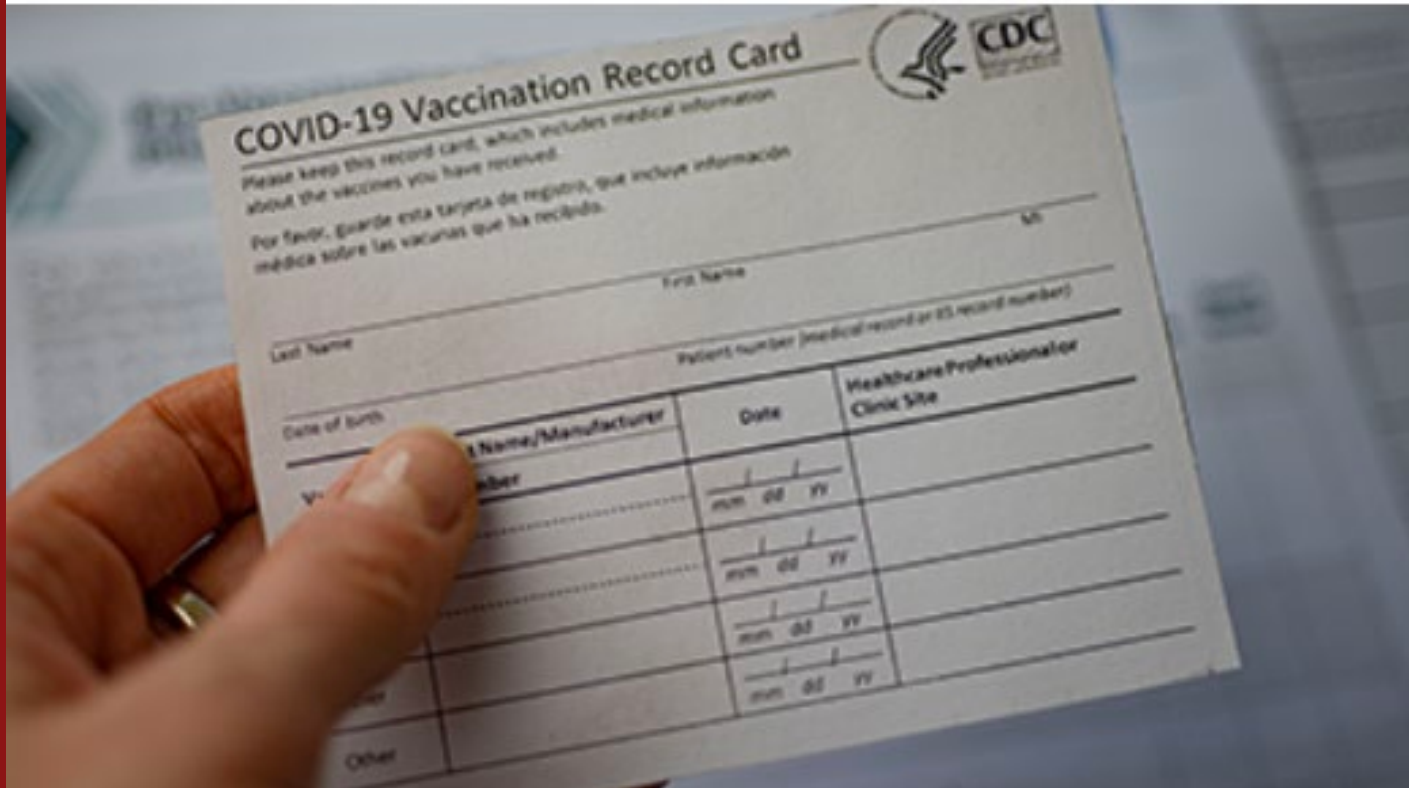 COVID-19 Vaccination Record Card
CDC
Please keep this record card, which includes medical information
about the vaccines you have received.
Por favor, guarde esta tarjeta de registro, que incluye información
médica sobre las vacunas que ha recibido.
Last Name First Name MI
Date of birth Patient number (medical record or IIS record number)
t Name/Manufacturer Date Healthcare Professional or
Clinic Site
mber
mm dd yy
mm dd yy
mm dd yy
mm dd yy
Other